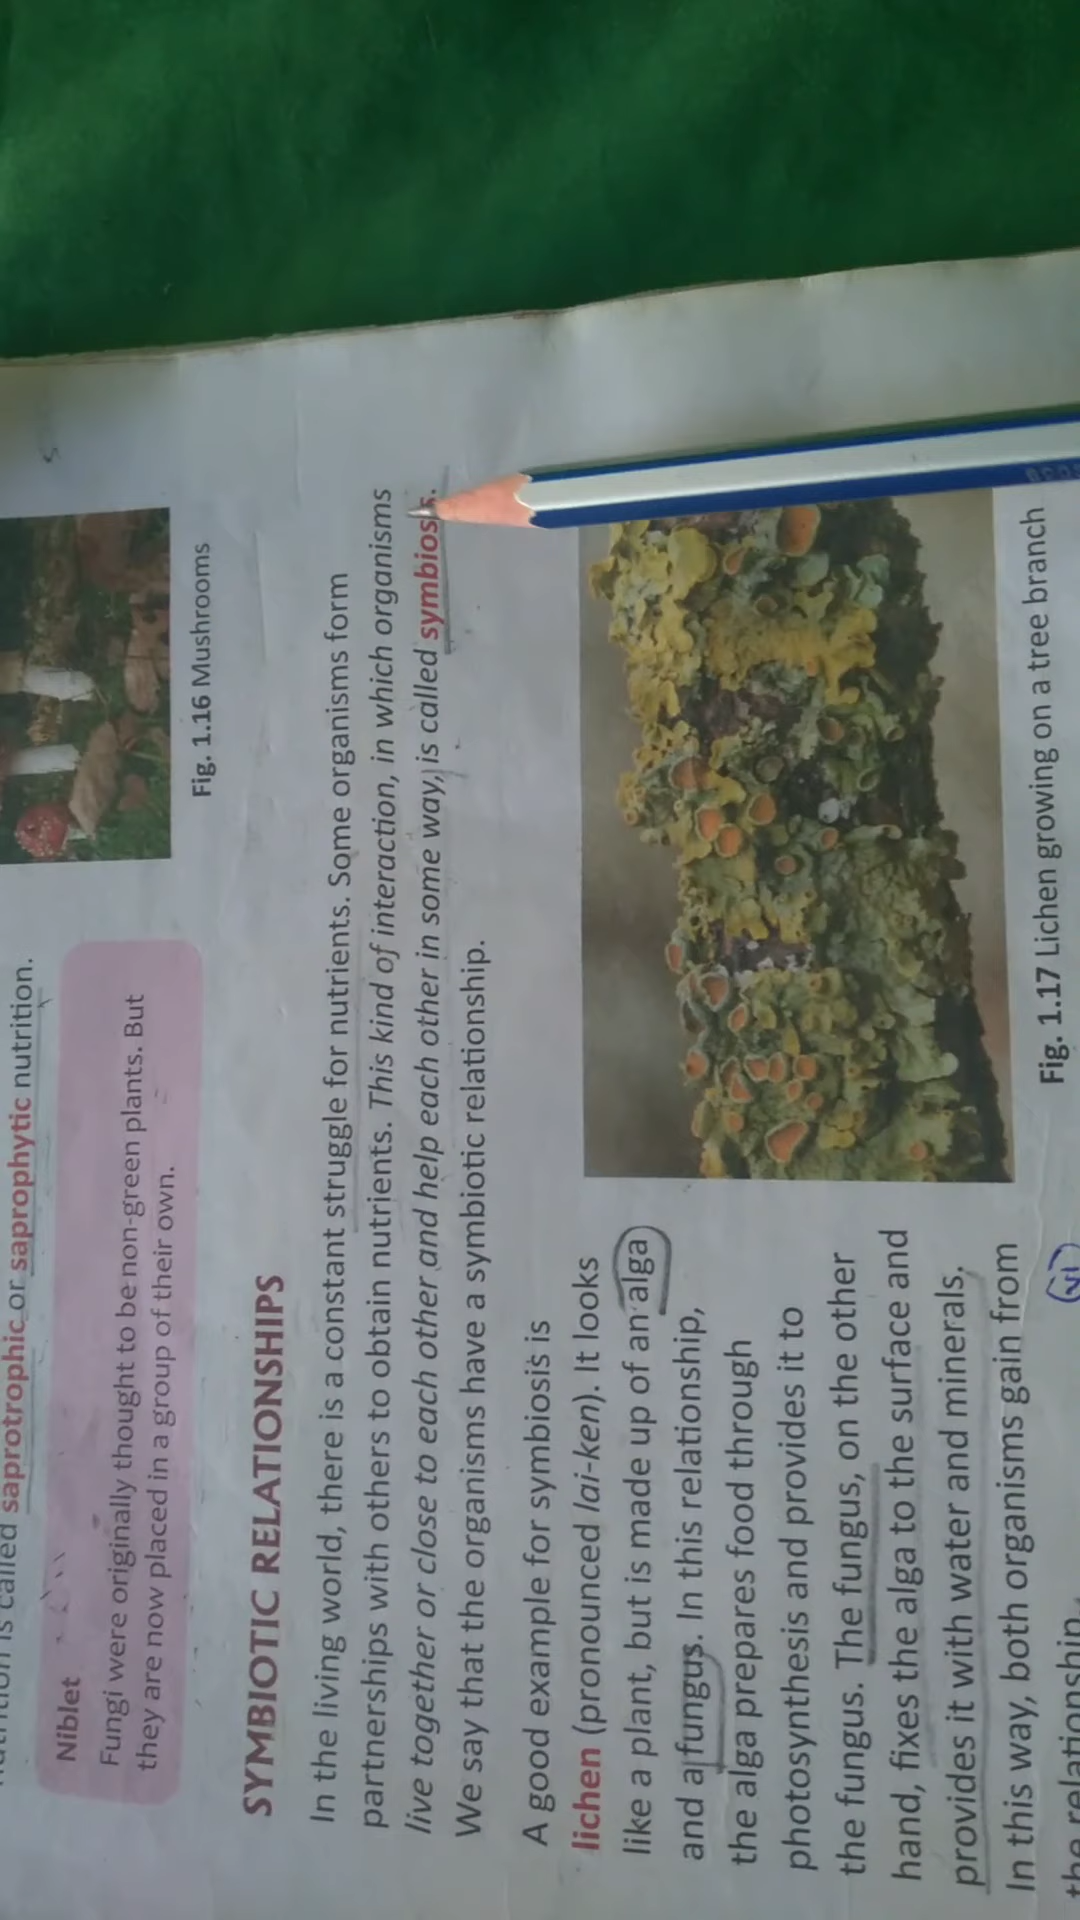 is called saprotrophic or saprophytic nutrition.
Niblet
Fungi were originally thought to be non-green plants. But
they are now placed in a group of their own.
Fig. 1.16 Mushrooms
SYMBIOTIC RELATIONSHIPS
In the living world, there is a constant struggle for nutrients. Some organisms form
partnerships with others to obtain nutrients. This kind of interaction, in which organisms
live together or close to each other and help each other in some way, is called symbiosis.
We say that the organisms have a symbiotic relationship.
A good example for symbiosis is
lichen (pronounced lai-ken). It looks
like a plant, but is made up of an alga
and a fungus. In this relationship,
the alga prepares food through
photosynthesis and provides it to
the fungus. The fungus, on the other
hand, fixes the alga to the surface and
provides it with water and minerals.
In this way, both organisms gain from
the relationship.
Fig. 1.17 Lichen growing on a tree branch